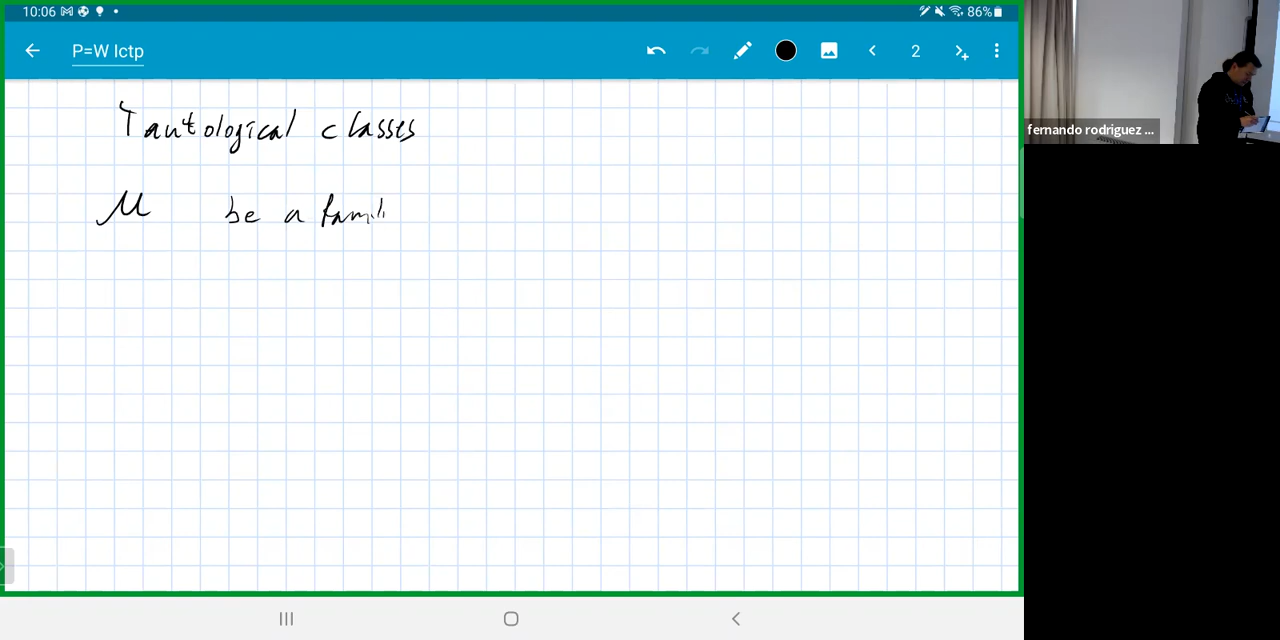 10:06 86%
P=W Ictp 2
Tautological classes
M be a famil
fernando rodriguez ...